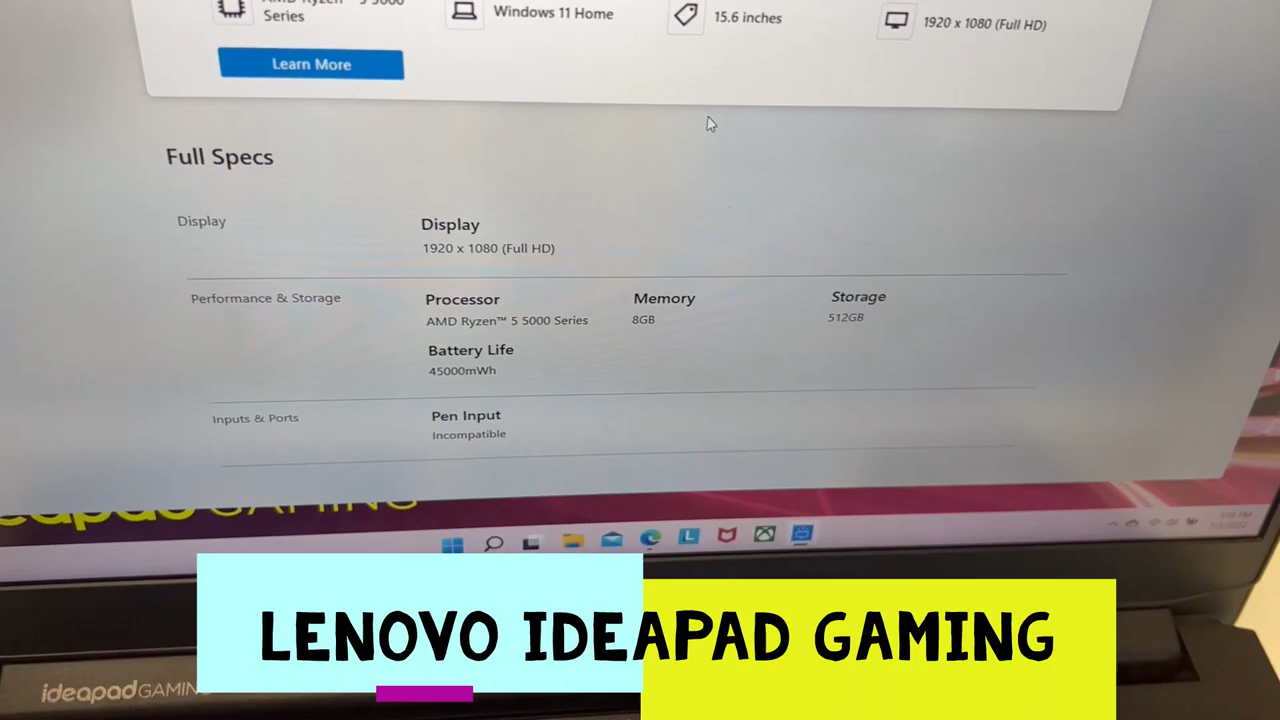 Series
Windows 11 Home
15.6 inches
1920 x 1080 (Full HD)
Learn More
Full Specs
Display
Display
1920 x 1080 (Full HD)
Performance & Storage
Processor
Memory
Storage
AMD Ryzen™ 5 5000 Series
8GB
512GB
Battery Life
45000mWh
Inputs & Ports
Pen Input
Incompatible
GAMING
LENOVO IDEAPAD GAMING
ideapadGAMING